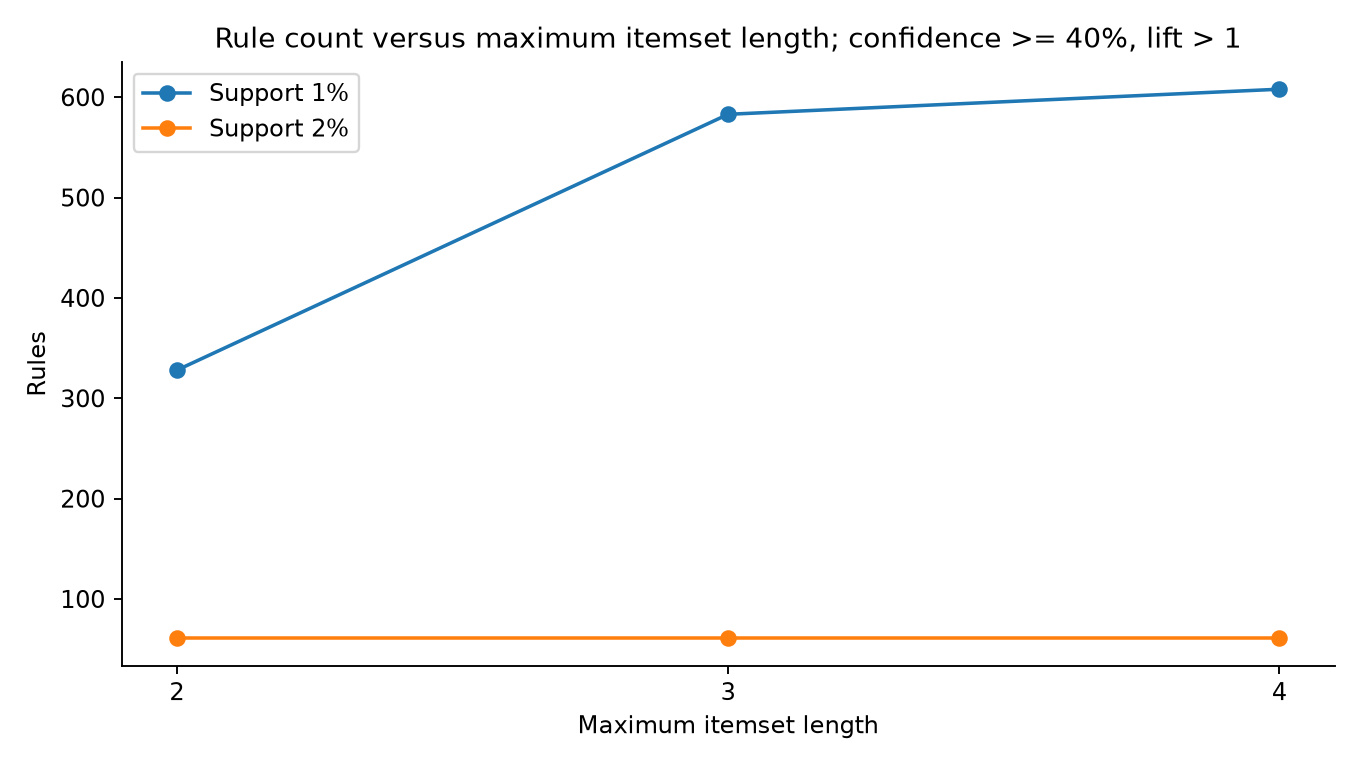 Rule count versus maximum itemset length; confidence >= 40%, lift > 1
Support 1%
Support 2%
600
500
400
300
200
100
Rules
2
3
4
Maximum itemset length